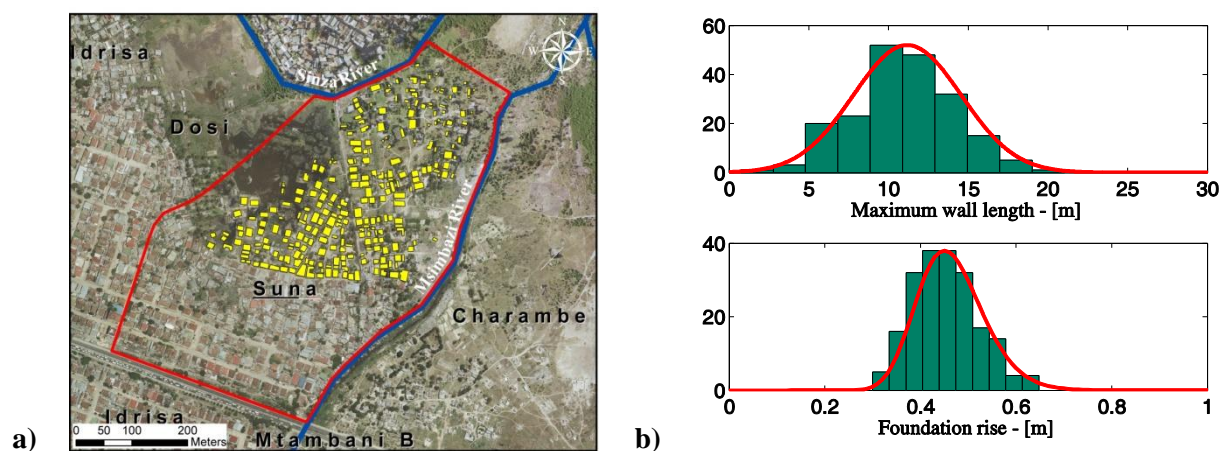 Idrisa
Sinza River
N
W E
S
Dosi
Msimbazi River
Suna
Charambe
Idrisa
0 50 100 200
Meters
Mtambani B
a)
60
40
20
0
0 5 10 15 20 25 30
Maximum wall length - [m]
40
20
0
0 0.2 0.4 0.6 0.8 1
Foundation rise - [m]
b)